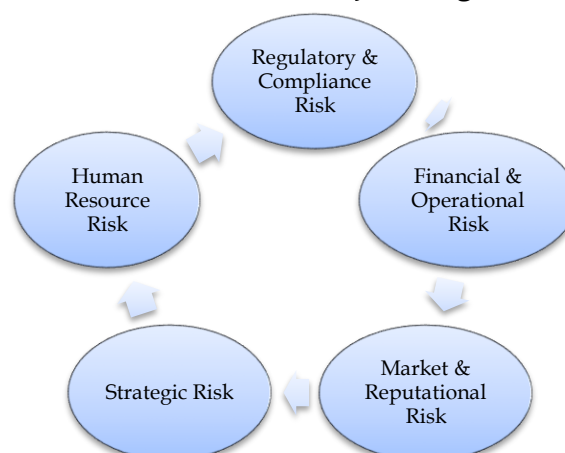 Regulatory &
Compliance
Risk
Financial &
Operational
Risk
Market &
Reputational
Risk
Strategic Risk
Human
Resource
Risk